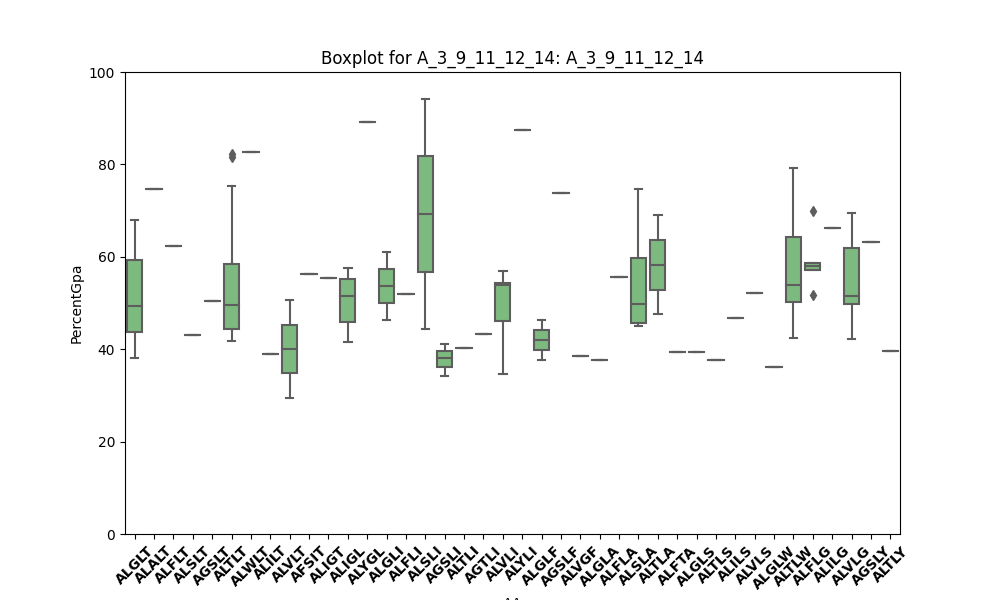 Boxplot for A_3_9_11_12_14: A_3_9_11_12_14
PercentGpa
100
80
60
40
20
0
ALGLT
ALALT
ALFLT
ALSLT
AGSLT
ALTLT
ALWLT
ALILT
ALVLT
AFSIT
ALIGT
ALIGL
ALYGL
ALGLI
ALFLI
ALSLI
AGSLI
ALTLI
AGTLI
ALVLI
ALYLI
ALGLF
AGSLF
ALVGF
ALGLA
ALFLA
ALSLA
ALTLA
ALFTA
ALGLS
ALTLS
ALILS
ALVLS
ALGLW
ALTLW
ALFLG
ALILG
ALVLG
AGSLY
ALTLY